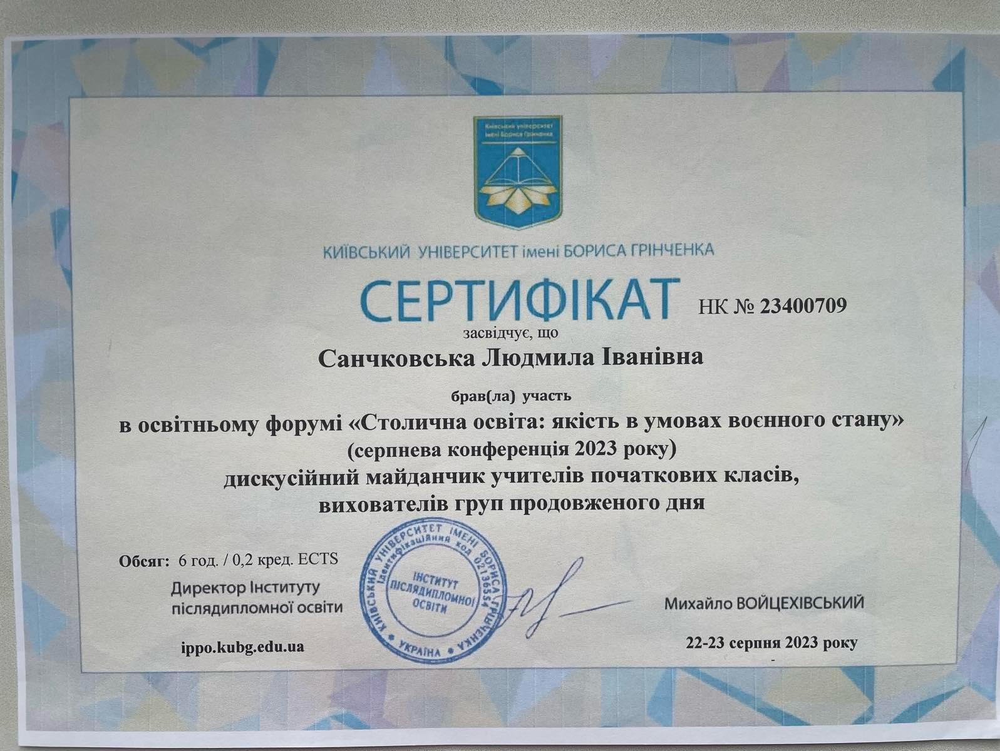 Київський університет
імені Бориса Грінченка
КИЇВСЬКИЙ УНІВЕРСИТЕТ імені БОРИСА ГРІНЧЕНКА
СЕРТИФІКАТ НК № 23400709
засвідчує, що
Санчковська Людмила Іванівна
брав(ла) участь
в освітньому форумі «Столична освіта: якість в умовах воєнного стану»
(серпнева конференція 2023 року)
дискусійний майданчик учителів початкових класів,
вихователів груп продовженого дня
Обсяг: 6 год. / 0,2 кред. ECTS
Директор Інституту
післядипломної освіти
ippo.kubg.edu.ua
КИЇВСЬКИЙ УНІВЕРСИТЕТ ІМЕНІ БОРИСА ГРІНЧЕНКА
Ідентифікаційний код 02136554
ІНСТИТУТ
ПІСЛЯДИПЛОМНОЇ
ОСВІТИ
УКРАЇНА
Михайло ВОЙЦЕХІВСЬКИЙ
22-23 серпня 2023 року